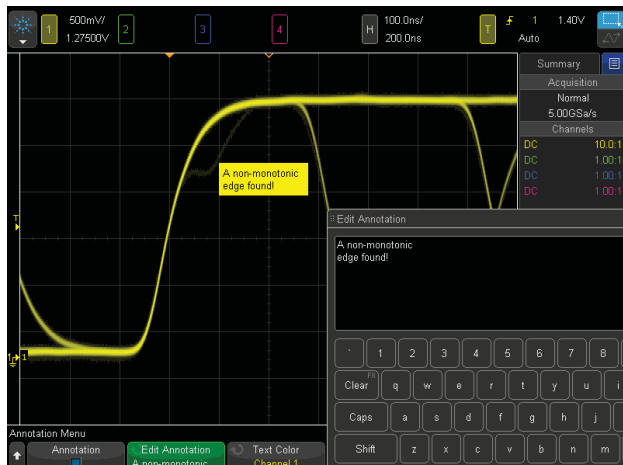 1
500mV/
1.27500V
2
3
4
H
100.0ns/
200.0ns
T
1
1.40V
Auto
Summary
Acquisition
Normal
5.00GSa/s
Channels
DC 10.0:1
DC 1.00:1
DC 1.00:1
DC 1.00:1
A non-monotonic
edge found!
T
Edit Annotation
A non-monotonic
edge found!
1
` 1 2 3 4 5 6 7 8
F8
Clear q w e r t y u i
Caps a s d f g h j
Shift z x c v b n m
Annotation Menu
Annotation
Edit Annotation
A non-monotonic
Text Color
Channel 1